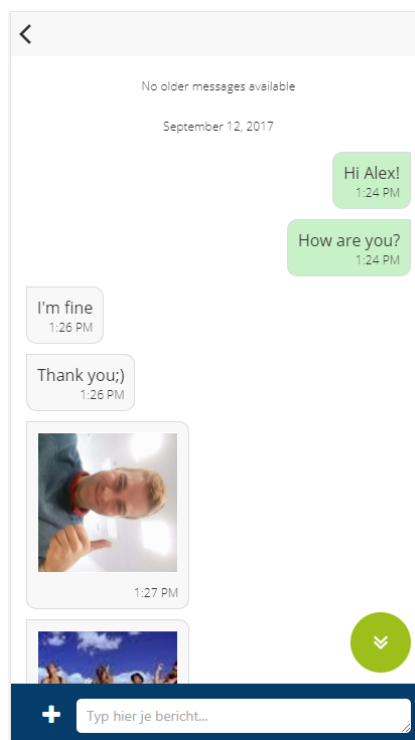 No older messages available
September 12, 2017
Hi Alex!
1:24 PM
How are you?
1:24 PM
I'm fine
1:26 PM
Thank you;)
1:26 PM
1:27 PM
Typ hier je bericht...